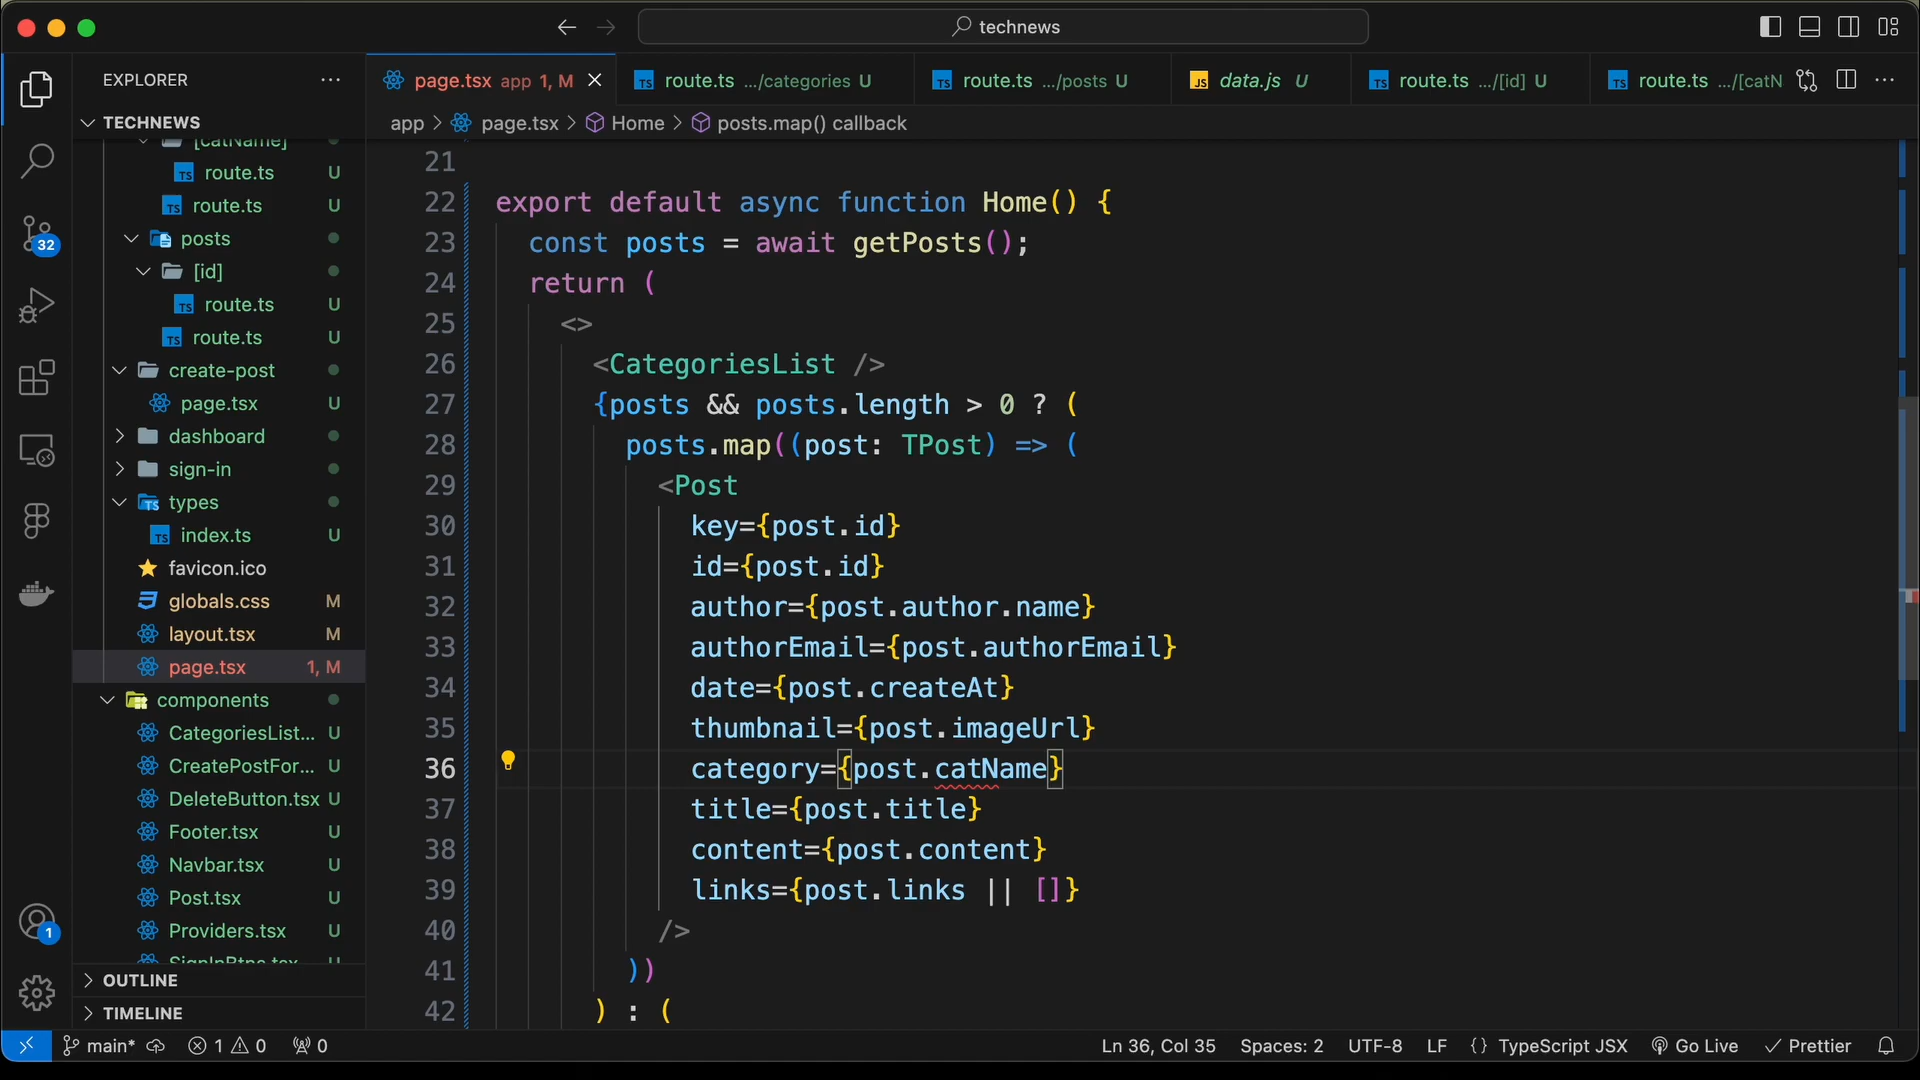 technews
EXPLORER
page.tsx app 1, M
route.ts .../categories U
route.ts .../posts U
data.js U
route.ts .../[id] U
route.ts .../[catN
TECHNEWS
app > page.tsx > Home > posts.map() callback
[catName]
route.ts U
route.ts U
posts
[id]
route.ts U
route.ts U
create-post
page.tsx U
dashboard
sign-in
types
index.ts U
favicon.ico
globals.css M
layout.tsx M
page.tsx 1, M
components
CategoriesList... U
CreatePostFor... U
DeleteButton.tsx U
Footer.tsx U
Navbar.tsx U
Post.tsx U
Providers.tsx U
SignInBtns.tsx U
OUTLINE
TIMELINE
32
1
21
22 export default async function Home() {
23 const posts = await getPosts();
24 return (
25 <>
26 <CategoriesList />
27 {posts && posts.length > 0 ? (
28 posts.map((post: TPost) => (
29 <Post
30 key={post.id}
31 id={post.id}
32 author={post.author.name}
33 authorEmail={post.authorEmail}
34 date={post.createAt}
35 thumbnail={post.imageUrl}
36 category={post.catName}
37 title={post.title}
38 content={post.content}
39 links={post.links || []}
40 />
41 ))
42 ) : (
main* 1 0 0
Ln 36, Col 35 Spaces: 2 UTF-8 LF {} TypeScript JSX Go Live Prettier